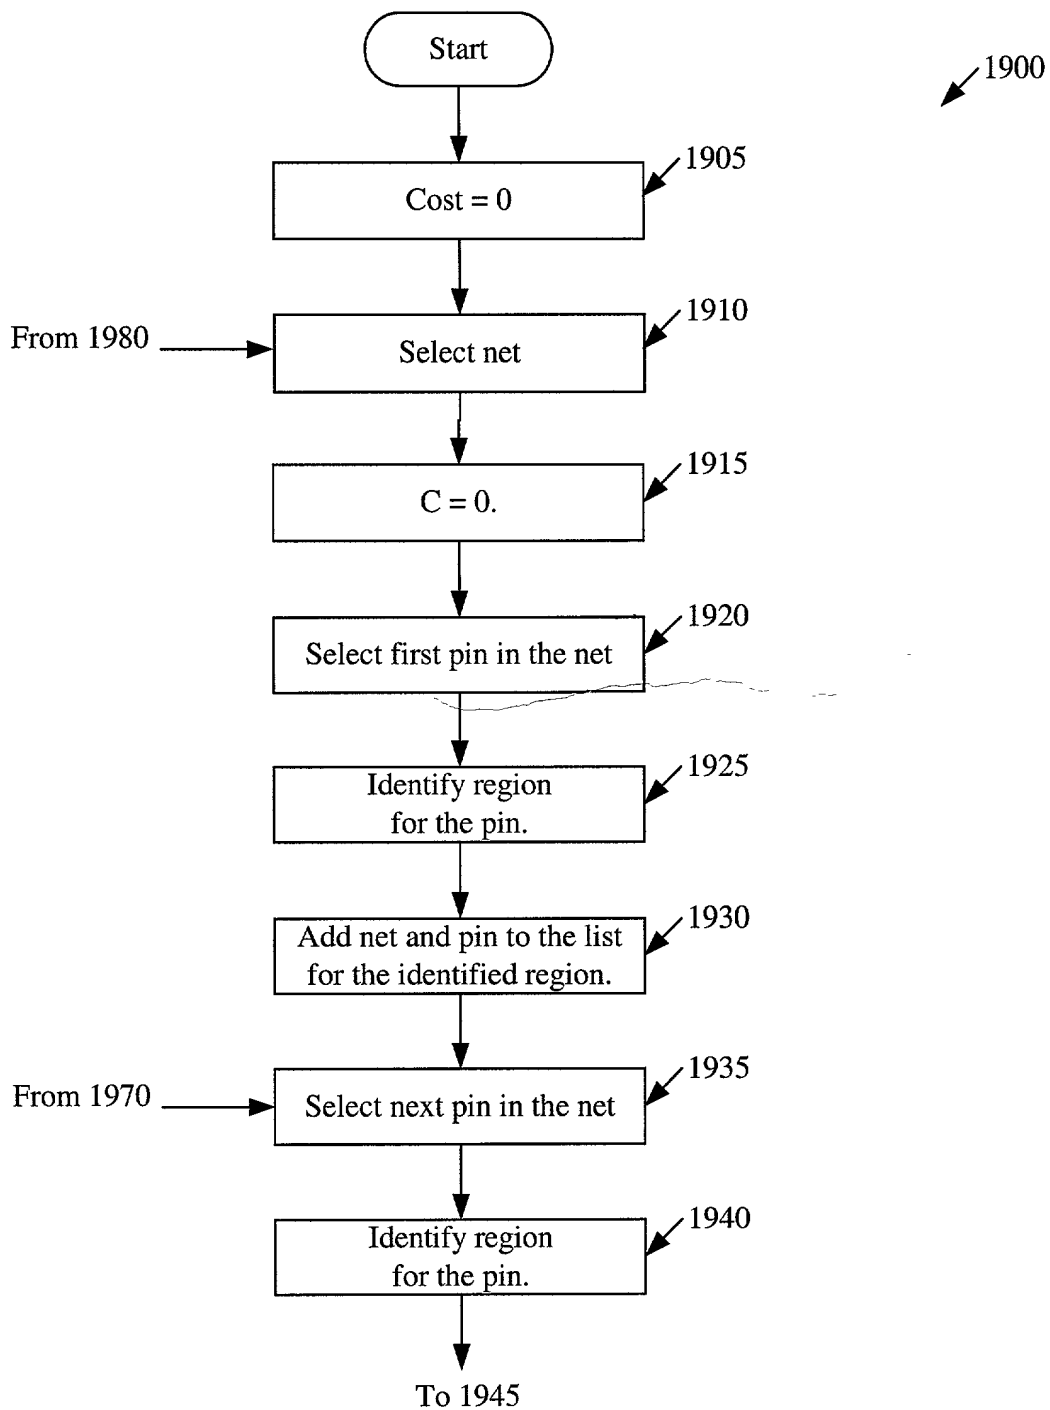 Start
1900
1905
Cost = 0
1910
From 1980
Select net
1915
C = 0.
1920
Select first pin in the net
1925
Identify region
for the pin.
1930
Add net and pin to the list
for the identified region.
1935
From 1970
Select next pin in the net
1940
Identify region
for the pin.
To 1945